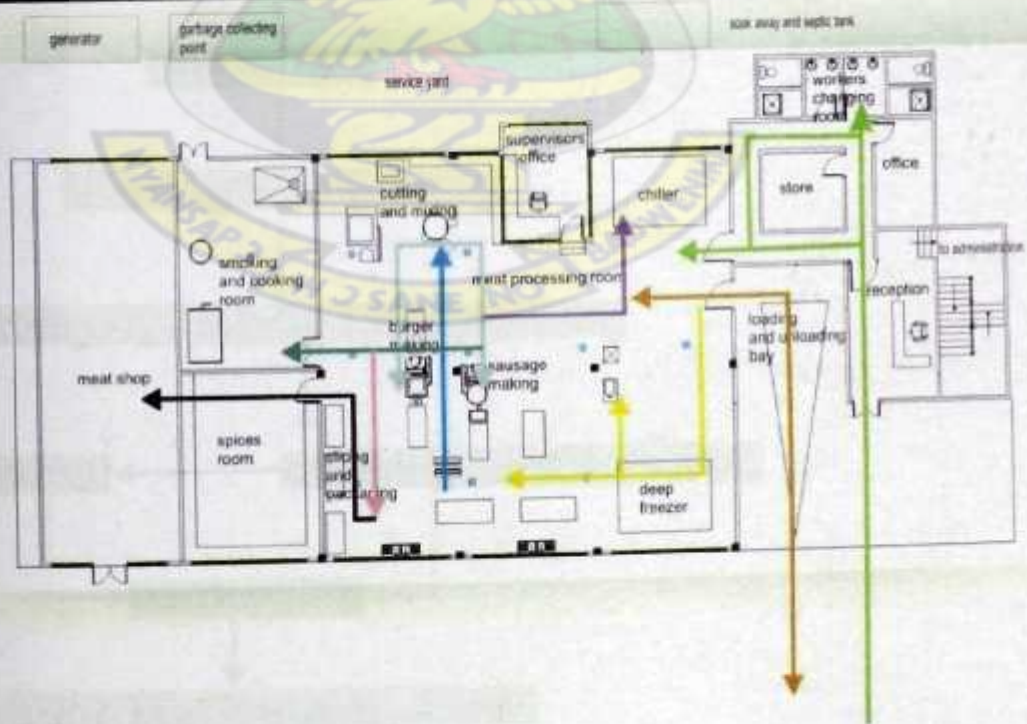 generator
garbage collecting
point
soak away and septic tank
service yard
workers
changing
room
supervisors
office
office
chiller
store
cutting
and mixing
to administration
smoking
and cooking
room
meat processing room
reception
burger
making
loading
and unloading
bay
meat shop
sausage
making
spices
room
slicing
and
packaging
deep
freezer